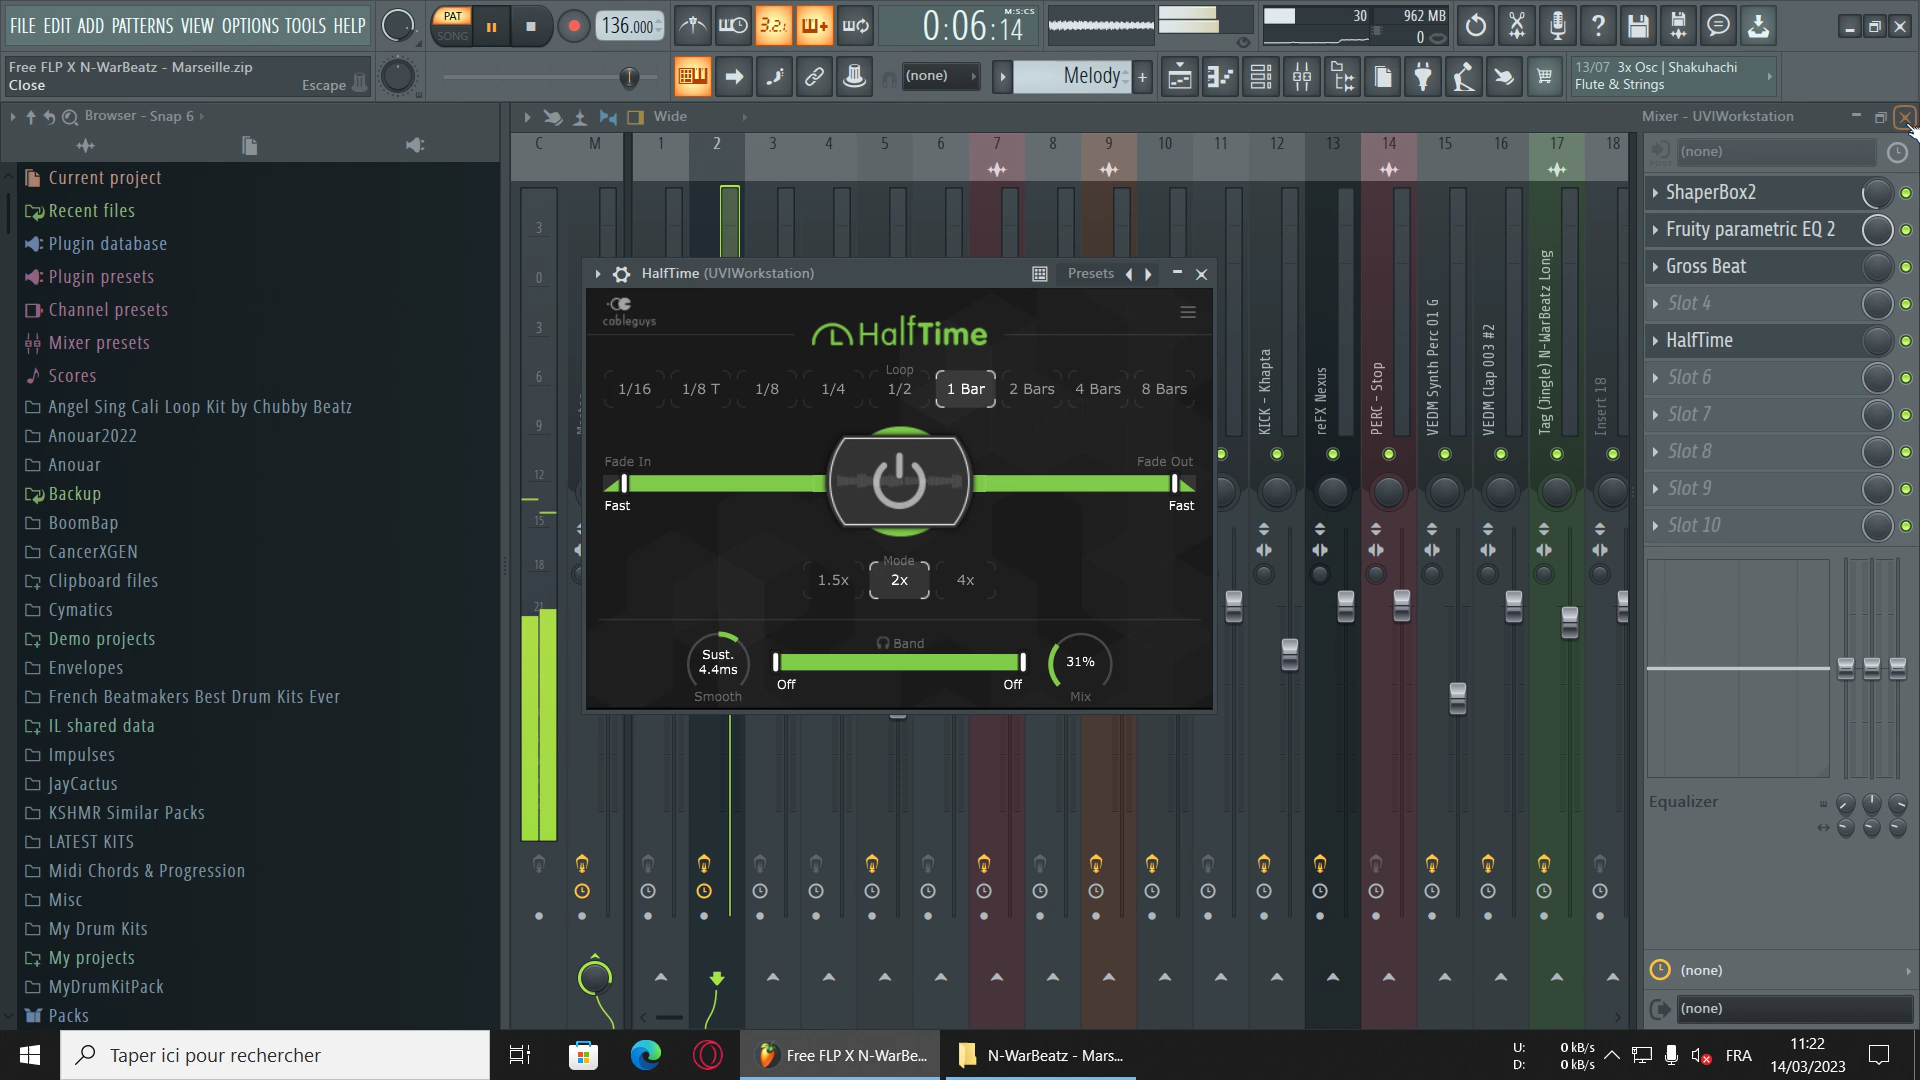 FILE EDIT ADD PATTERNS VIEW OPTIONS TOOLS HELP
PAT
SONG
136.000
3.2.
0:06:14
M:S:CS
30
962 MB
0
Free FLP X N-WarBeatz - Marseille.zip
Close
Escape
(none)
Melody
13/07 3x Osc | Shakuhachi
Flute & Strings
Browser - Snap 6
Wide
Mixer - UVIWorkstation
Current project
Recent files
Plugin database
Plugin presets
Channel presets
Mixer presets
Scores
Angel Sing Cali Loop Kit by Chubby Beatz
Anouar2022
Anouar
Backup
BoomBap
CancerXGEN
Clipboard files
Cymatics
Demo projects
Envelopes
French Beatmakers Best Drum Kits Ever
IL shared data
Impulses
JayCactus
KSHMR Similar Packs
LATEST KITS
Midi Chords & Progression
Misc
My Drum Kits
My projects
MyDrumKitPack
Packs
C M 1 2 3 4 5 6 7 8 9 10 11 12 13 14 15 16 17 18
3
0
3
6
9
12
15
18
21
KICK - Khapta
reFX Nexus
PERC - Stop
VEDM Synth Perc 01 G
VEDM Clap 003 #2
Tag (Jingle) N-WarBeatz Long
Insert 18
HalfTime (UVIWorkstation)
Presets
cableguys
HalfTime
Loop
1/16 1/8 T 1/8 1/4 1/2 1 Bar 2 Bars 4 Bars 8 Bars
Fade In
Fade Out
Fast
Fast
Mode
1.5x 2x 4x
Sust.
4.4ms
Smooth
Band
Off
Off
31%
Mix
(none)
ShaperBox2
Fruity parametric EQ 2
Gross Beat
Slot 4
HalfTime
Slot 6
Slot 7
Slot 8
Slot 9
Slot 10
Equalizer
(none)
(none)
Taper ici pour rechercher
Free FLP X N-WarBe...
N-WarBeatz - Mars...
U: 0 kB/s
D: 0 kB/s
FRA
11:22
14/03/2023